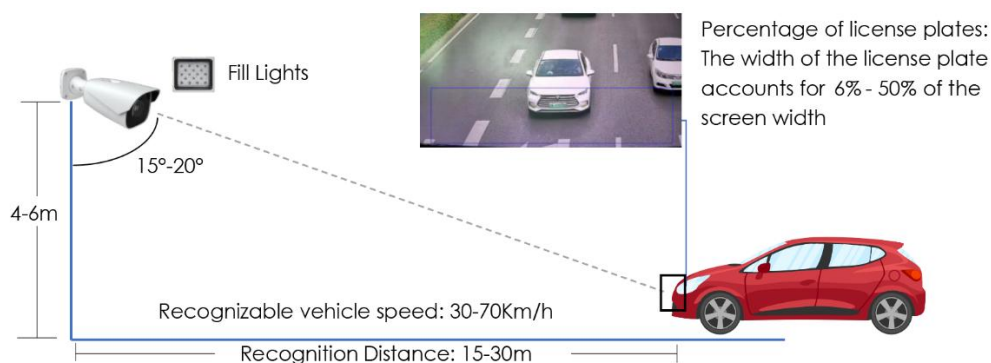 Fill Lights
Percentage of license plates:
The width of the license plate
accounts for 6% - 50% of the
screen width
15°-20°
4-6m
Recognizable vehicle speed: 30-70Km/h
Recognition Distance: 15-30m